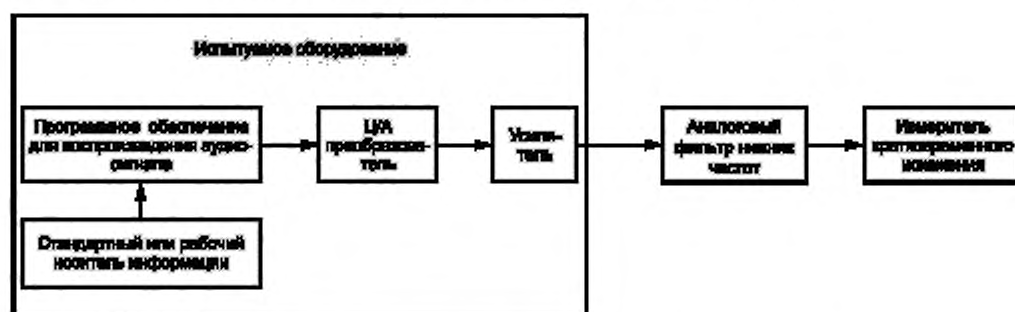 Испытуемое оборудование
Программное обеспечение
для воспроизведения аудио-
сигнала
ЦА
преобразова-
тель
Усили-
тель
Аналоговый
фильтр нижних
частот
Измеритель
кратковременного
искажения
Стандартный или рабочий
носитель информации